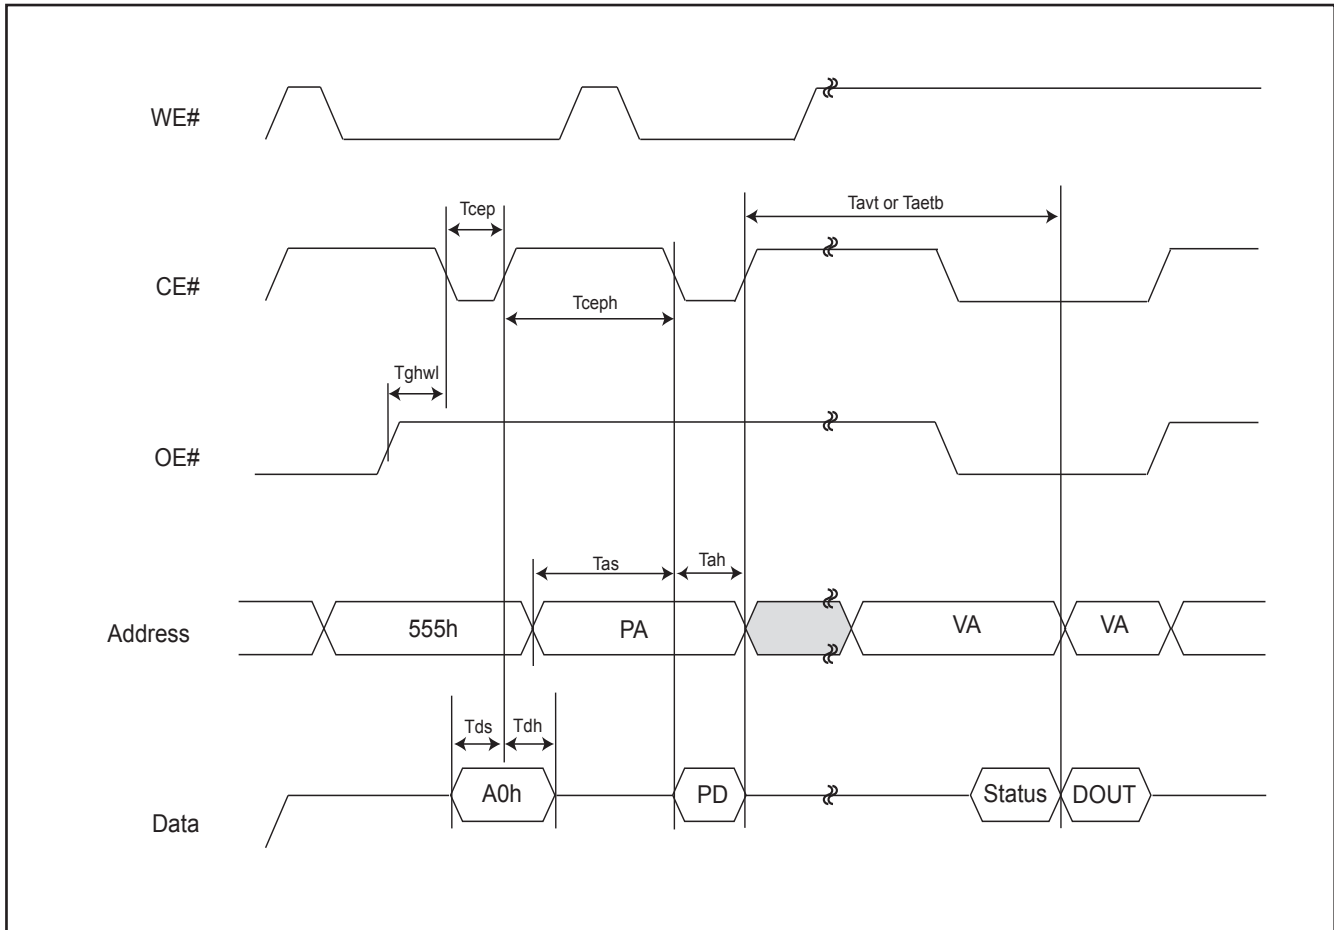 WE#
Tcep
Tavt or Taetb
CE#
Tceph
Tghwl
OE#
Tas
Tah
Address
555h
PA
VA
VA
Tds
Tdh
A0h
PD
Status
DOUT
Data